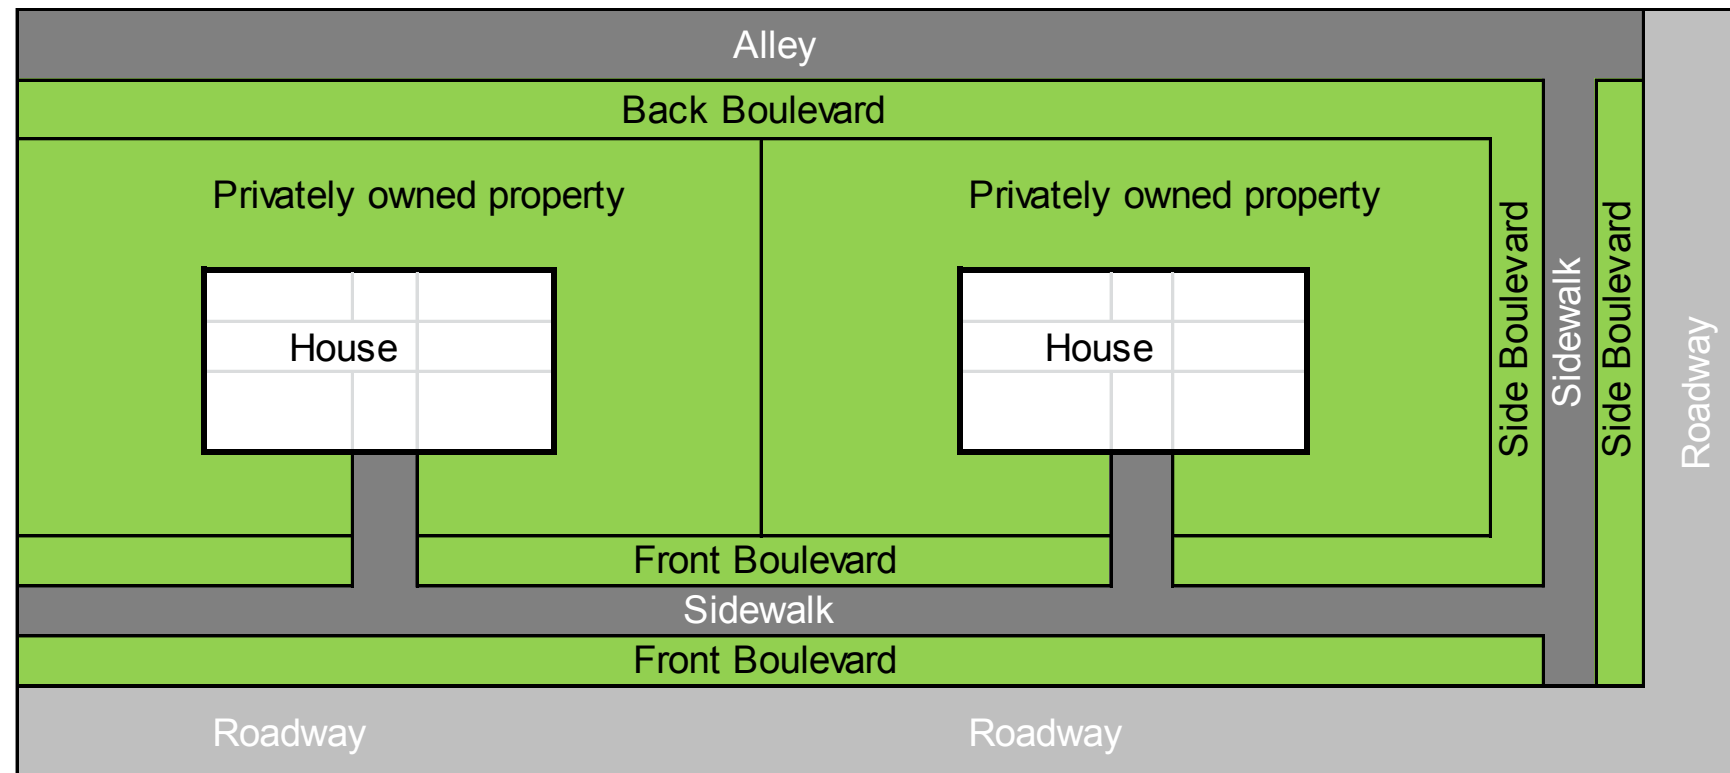 Alley
Back Boulevard
Privately owned property
Privately owned property
House
House
Side Boulevard
Sidewalk
Side Boulevard
Roadway
Front Boulevard
Sidewalk
Front Boulevard
Roadway
Roadway